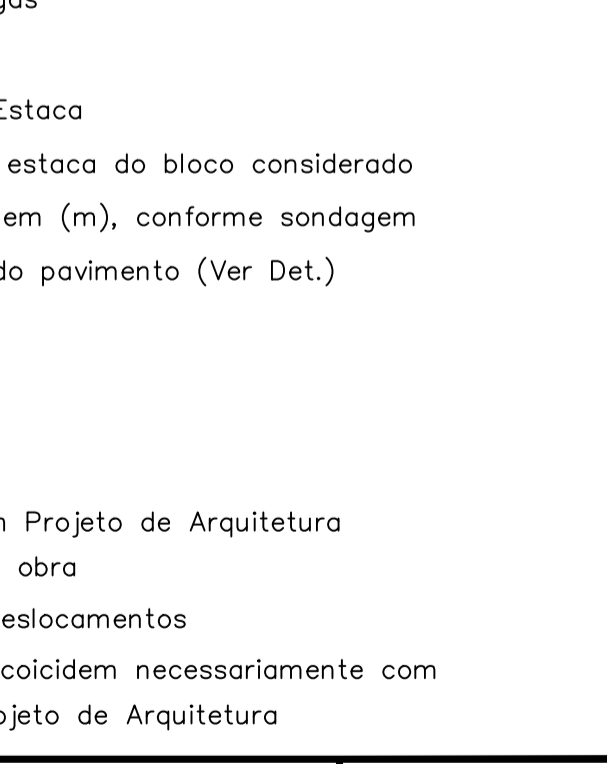 Estaca
estaca do bloco considerado
em (m), conforme sondagem
do pavimento (Ver Det.)
Projeto de Arquitetura
obra
eslocamentos
coicidem necessariamente com
ojeto de Arquitetura